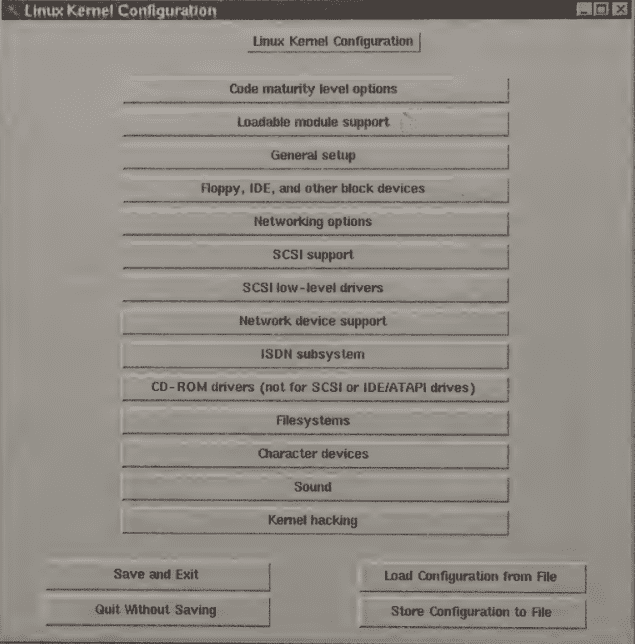 Linux Kernel Configuration
Linux Kernel Configuration
Code maturity level options
Loadable module support
General setup
Floppy, IDE, and other block devices
Networking options
SCSI support
SCSI low-level drivers
Network device support
ISDN subsystem
CD-ROM drivers (not for SCSI or IDE/ATAPI drives)
Filesystems
Character devices
Sound
Kernel hacking
Save and Exit
Load Configuration from File
Quit Without Saving
Store Configuration to File